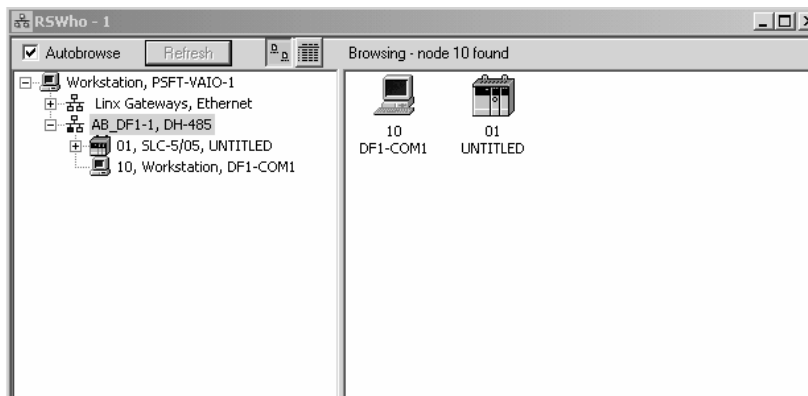 RSWho - 1
Autobrowse Refresh Browsing - node 10 found
Workstation, PSFT-VAIO-1
Linx Gateways, Ethernet
AB_DF1-1, DH-485
01, SLC-5/05, UNTITLED
10, Workstation, DF1-COM1
10
DF1-COM1
01
UNTITLED